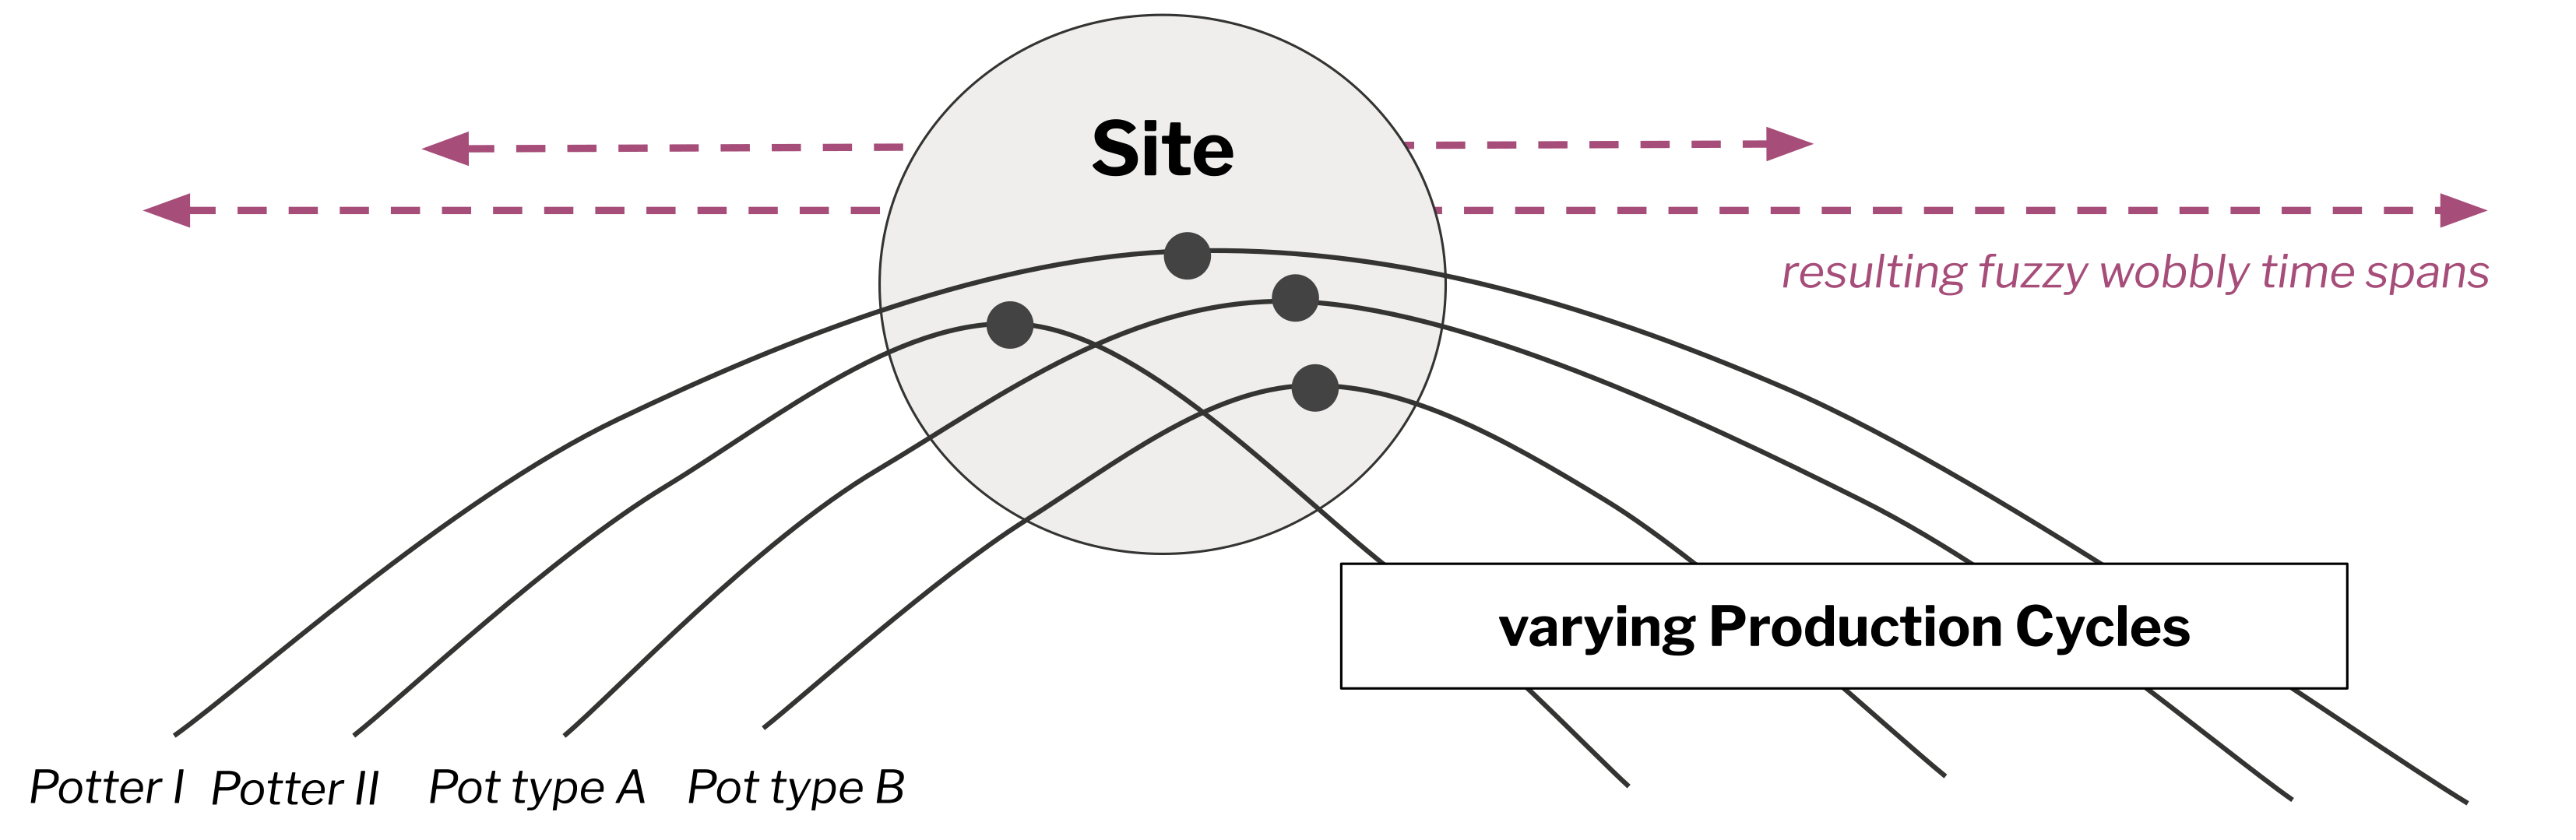 Site
resulting fuzzy wobbly time spans
varying Production Cycles
Potter I
Potter II
Pot type A
Pot type B